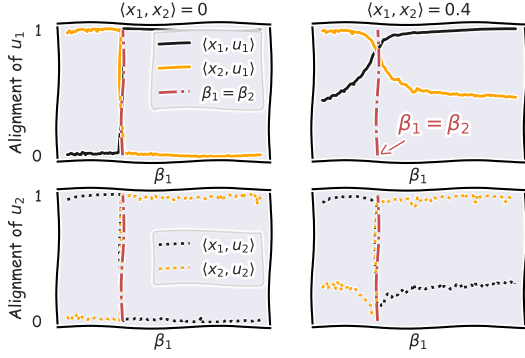 ⟨x₁, x₂⟩ = 0
⟨x₁, x₂⟩ = 0.4
Alignment of u₁
1
0
⟨x₁, u₁⟩
⟨x₂, u₁⟩
β₁ = β₂
β₁ = β₂
β₁
β₁
Alignment of u₂
1
0
⟨x₁, u₂⟩
⟨x₂, u₂⟩
β₁
β₁